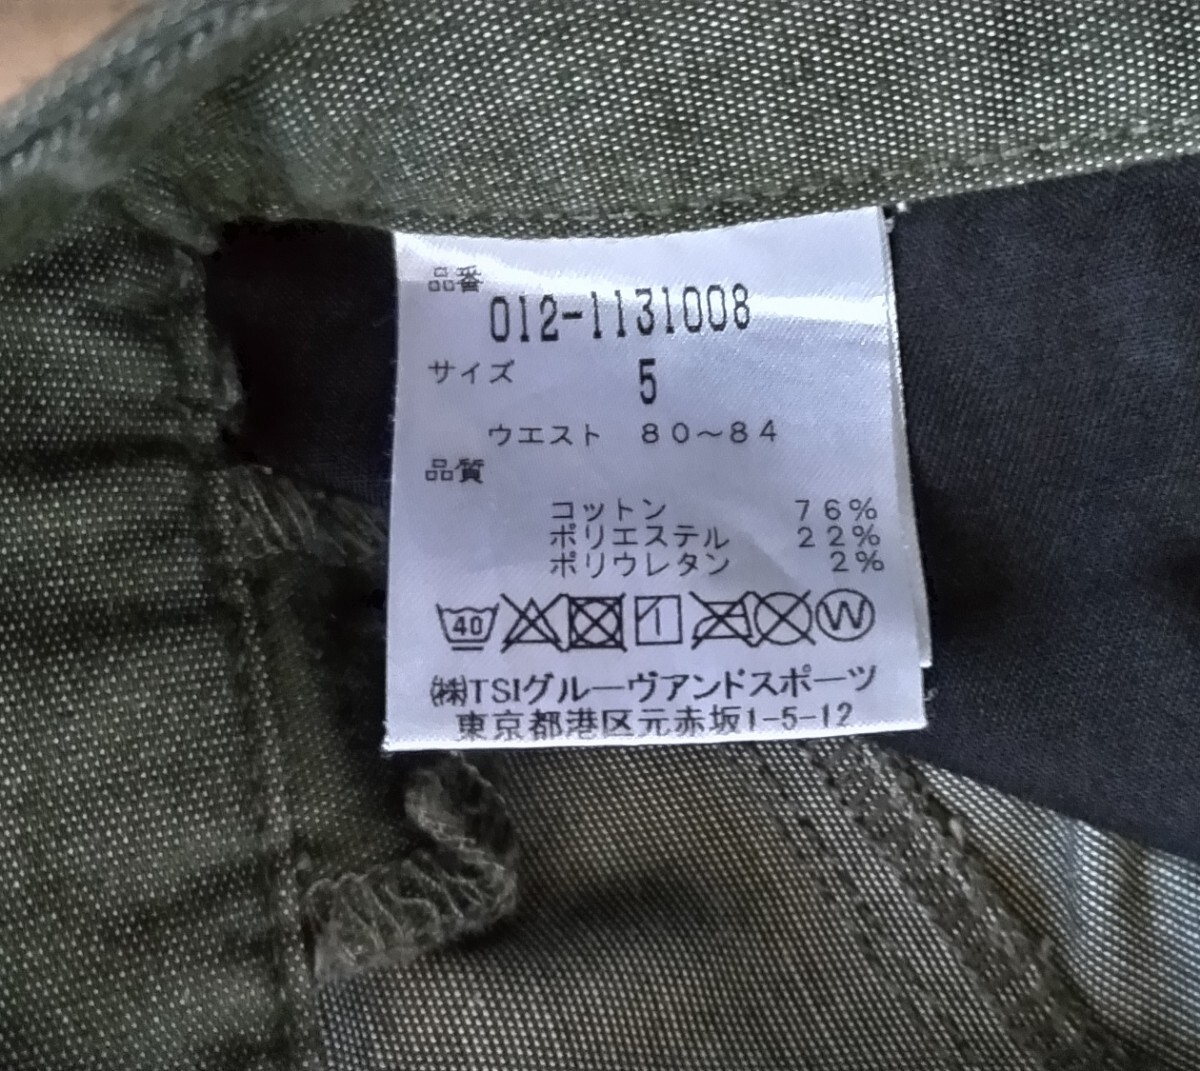 品番
012-1131008
サイズ 5
ウエスト 80～84
品質
コットン 76%
ポリエステル 22%
ポリウレタン 2%
40 W
㈱TSIグルーヴアンドスポーツ
東京都港区元赤坂1-5-12